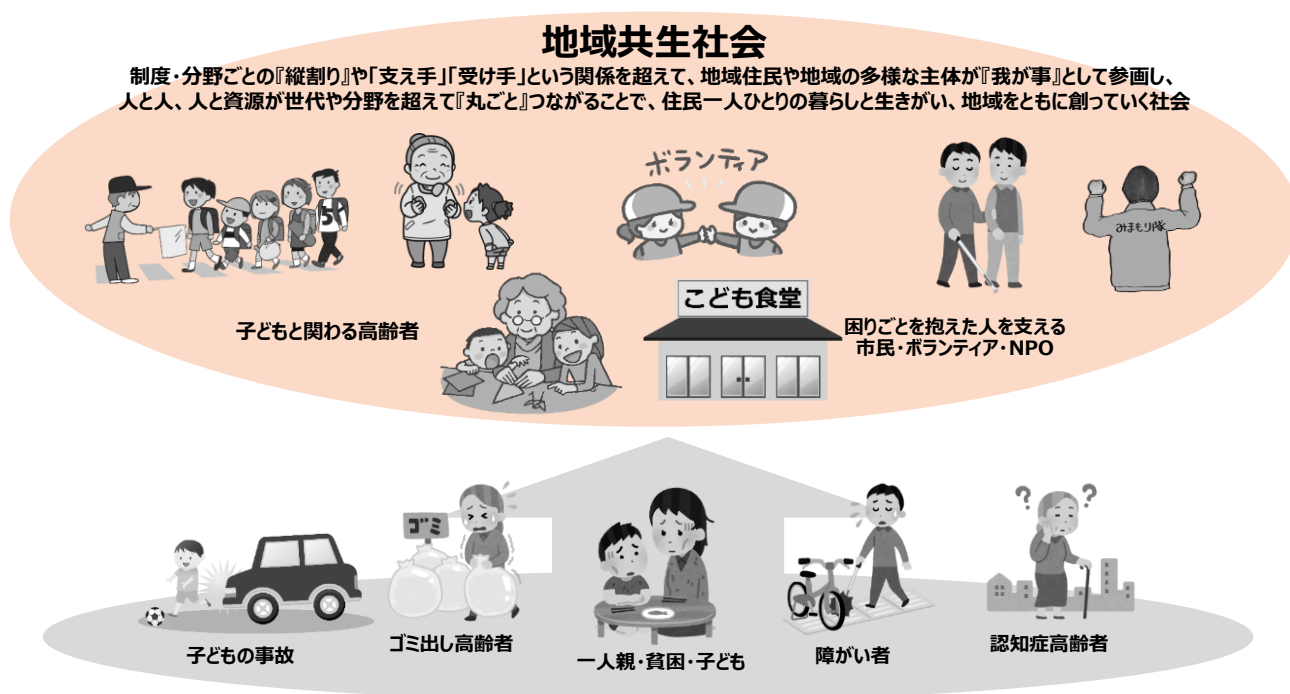 地域共生社会
制度・分野ごとの『縦割り』や「支え手」「受け手」という関係を超えて、地域住民や地域の多様な主体が『我が事』として参画し、
人と人、人と資源が世代や分野を超えて『丸ごと』つながることで、住民一人ひとりの暮らしと生きがい、地域をともに創っていく社会
ボランティア
5
みまもり隊
こども食堂
子どもと関わる高齢者
困りごとを抱えた人を支える
市民・ボランティア・NPO
ゴミ
? ?
子どもの事故
ゴミ出し高齢者
一人親・貧困・子ども
障がい者
認知症高齢者